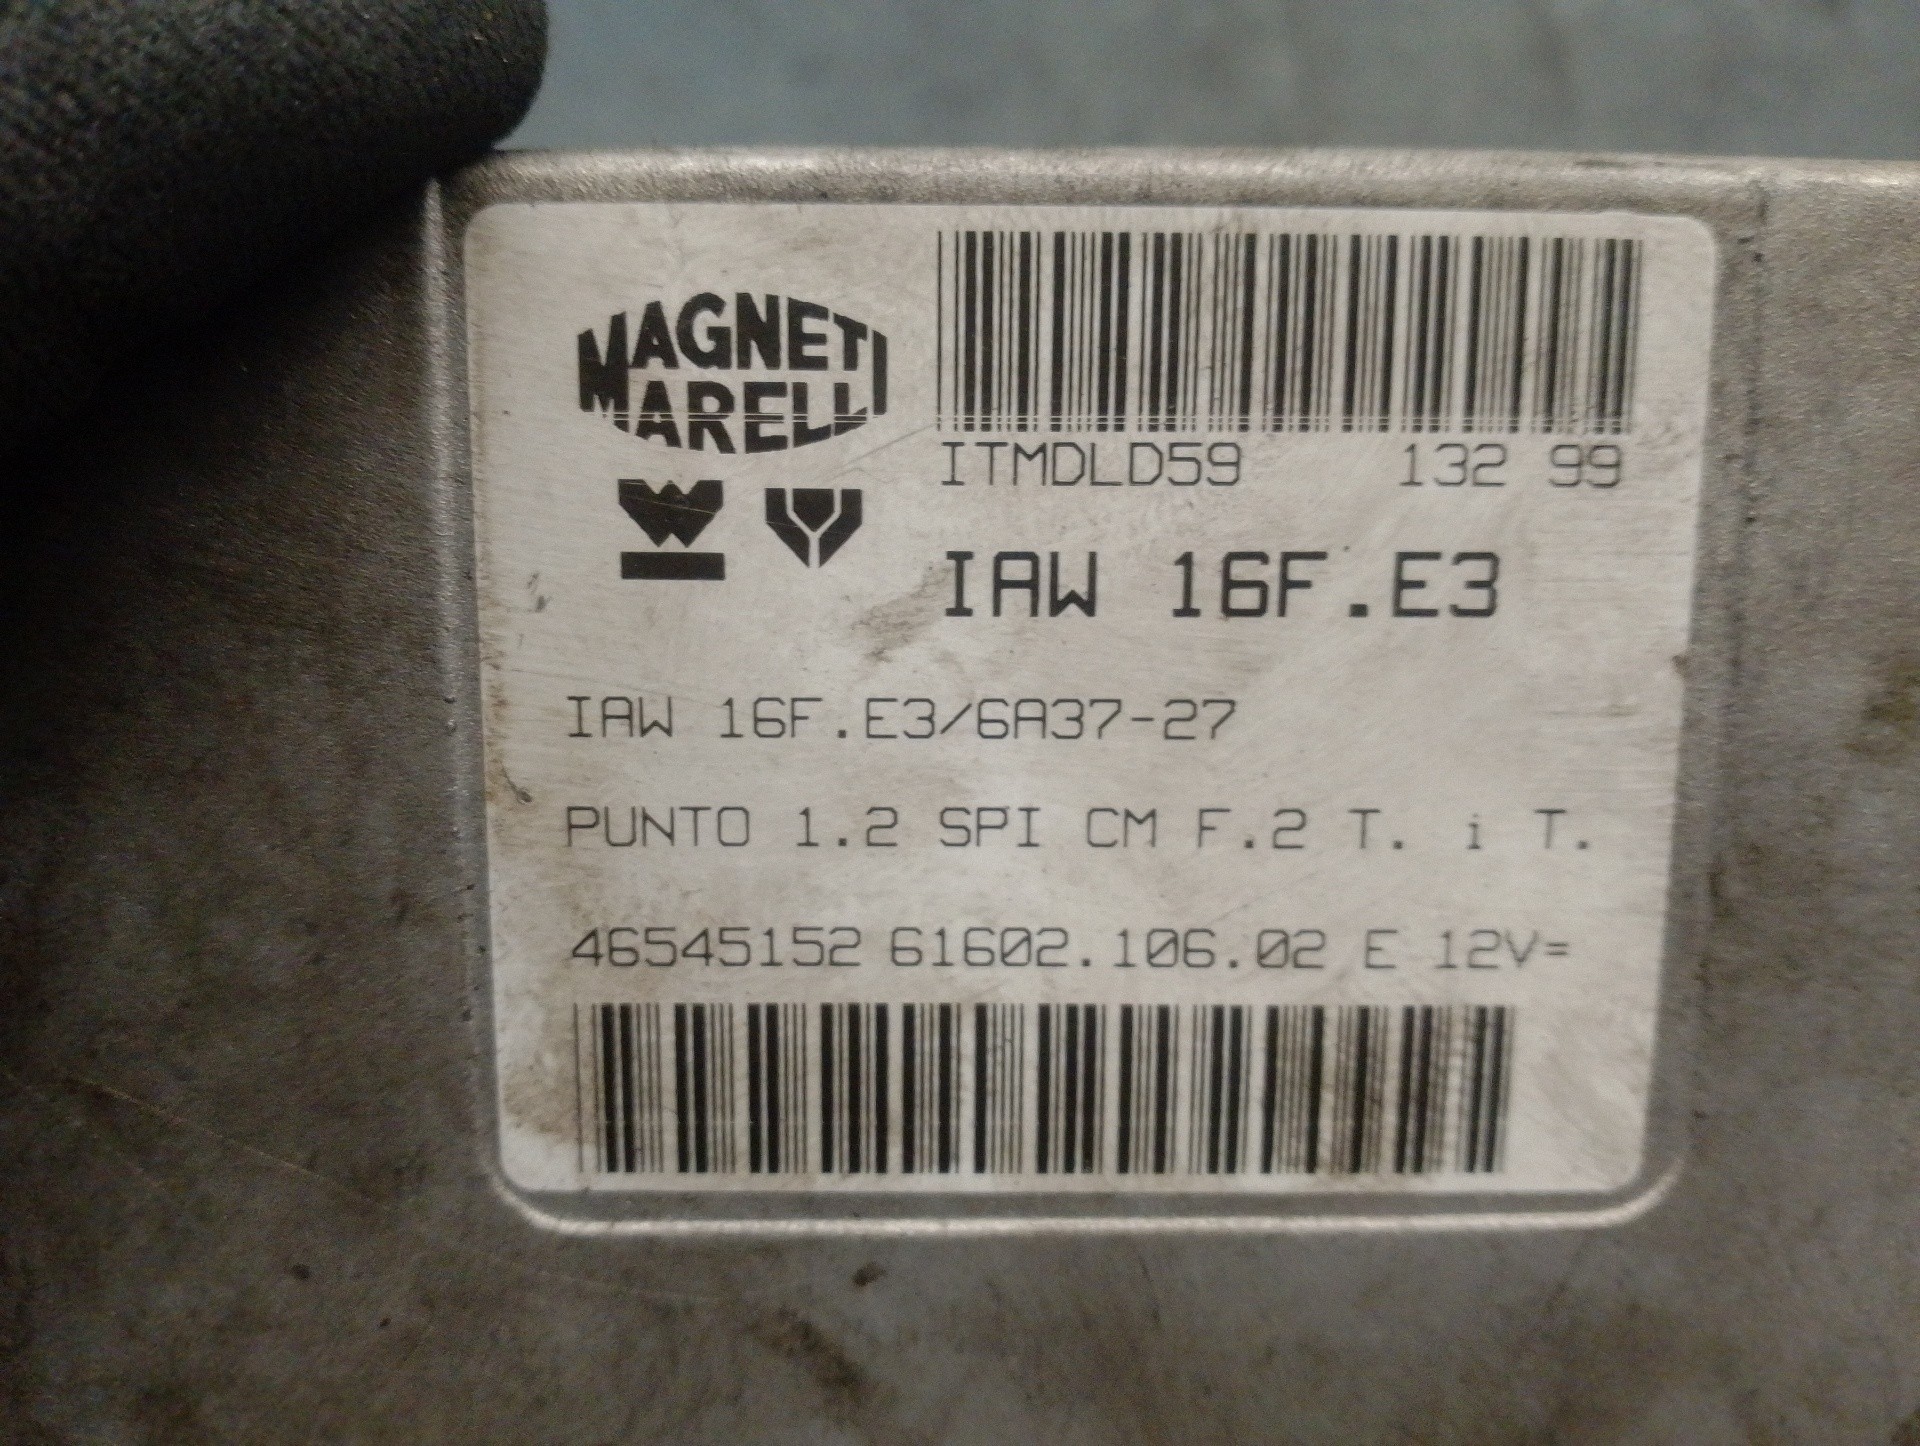 MAGNETI
MARELLI
ITMDLD59 132 99
IAW 16F.E3
IAW 16F.E3/6A37-27
PUNTO 1.2 SPI CM F.2 T. i T.
46545152 61602.106.02 E 12V=